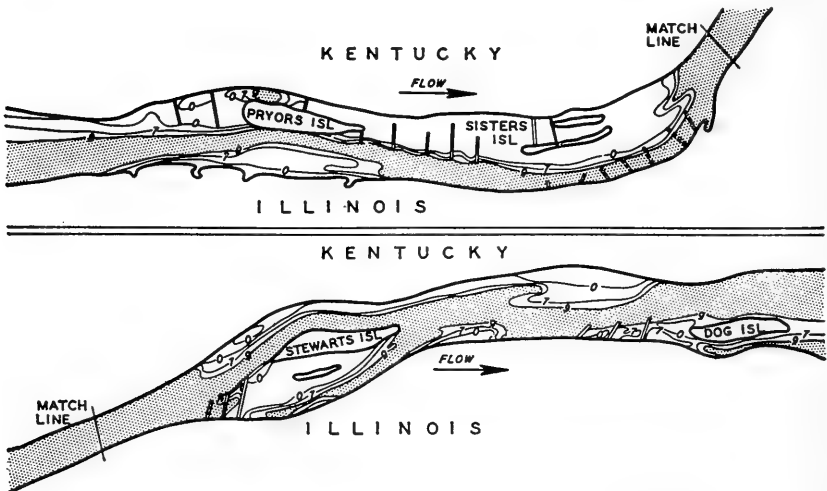 KENTUCKY
MATCH LINE
FLOW
PRYORS ISL
SISTERS ISL
ILLINOIS
KENTUCKY
STEWARTS ISL
DOG ISL
FLOW
MATCH LINE
ILLINOIS